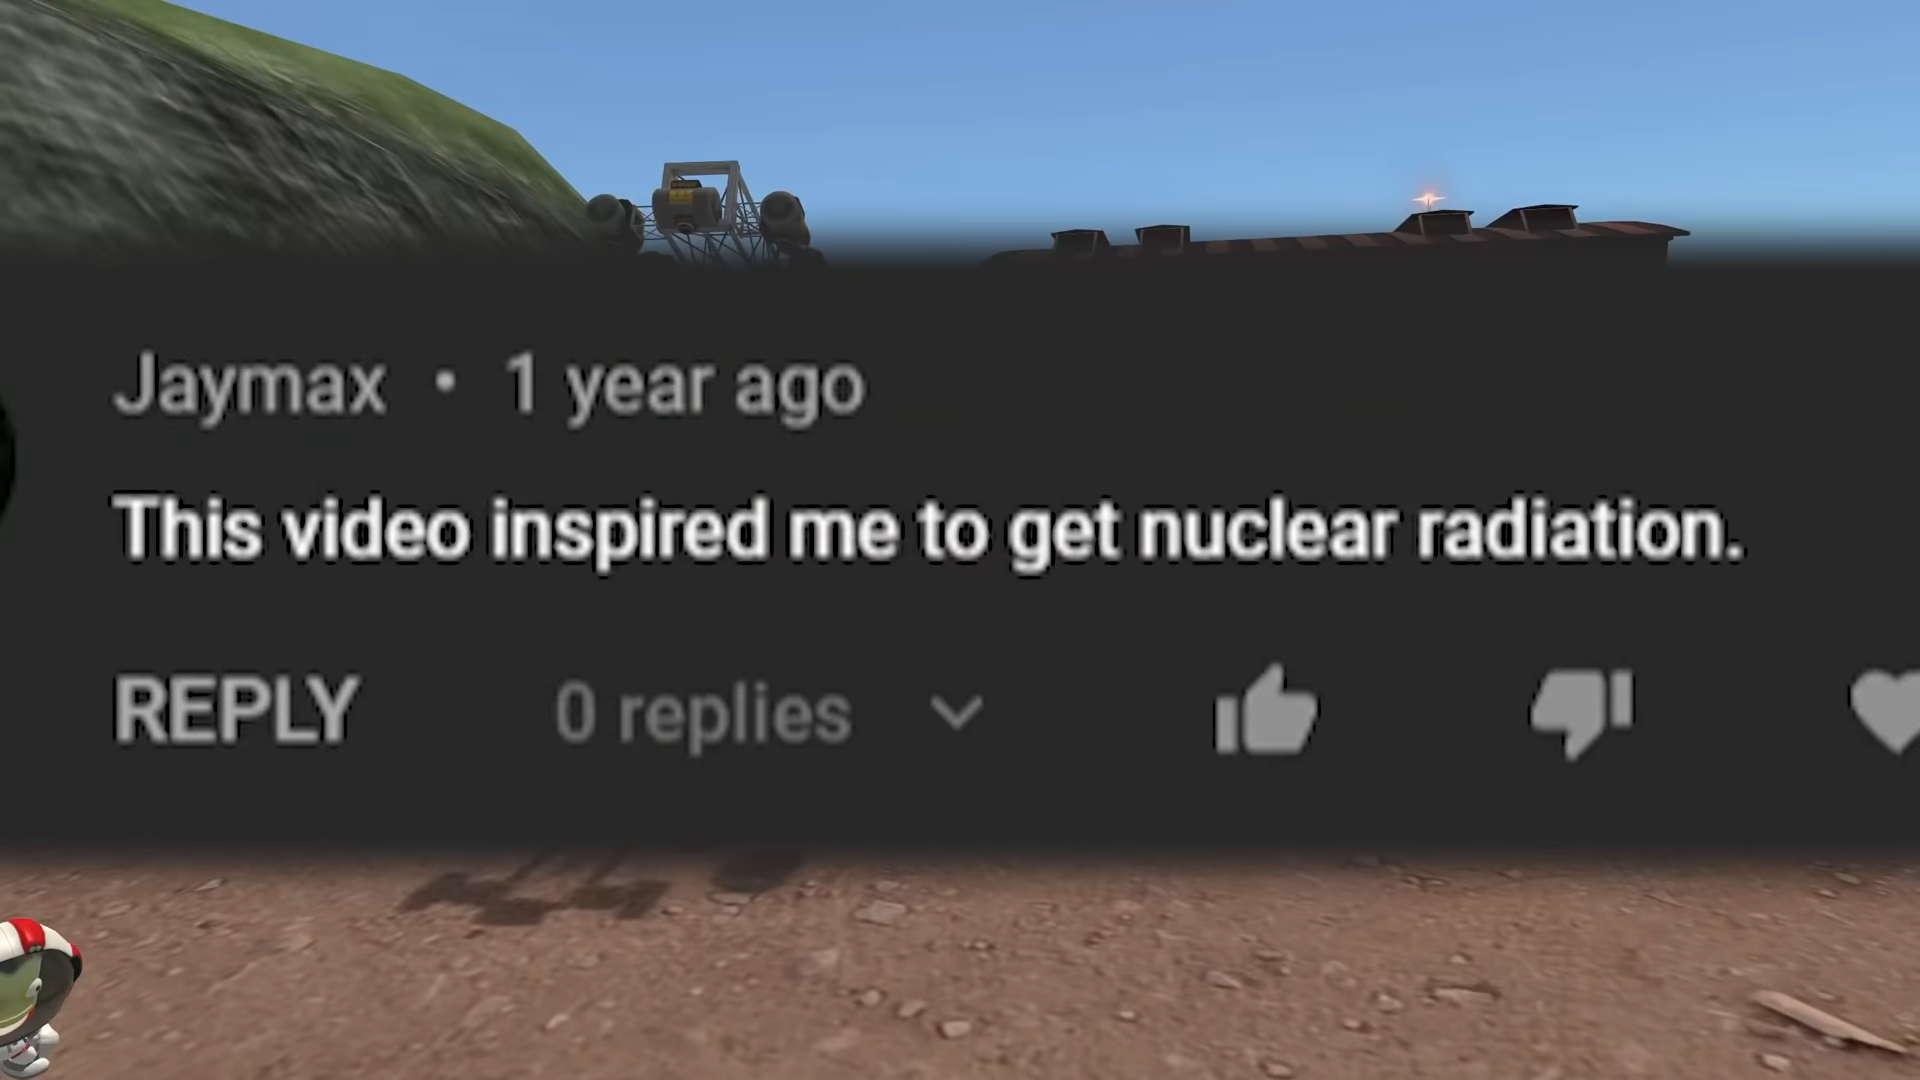 Jaymax • 1 year ago
This video inspired me to get nuclear radiation.
REPLY 0 replies